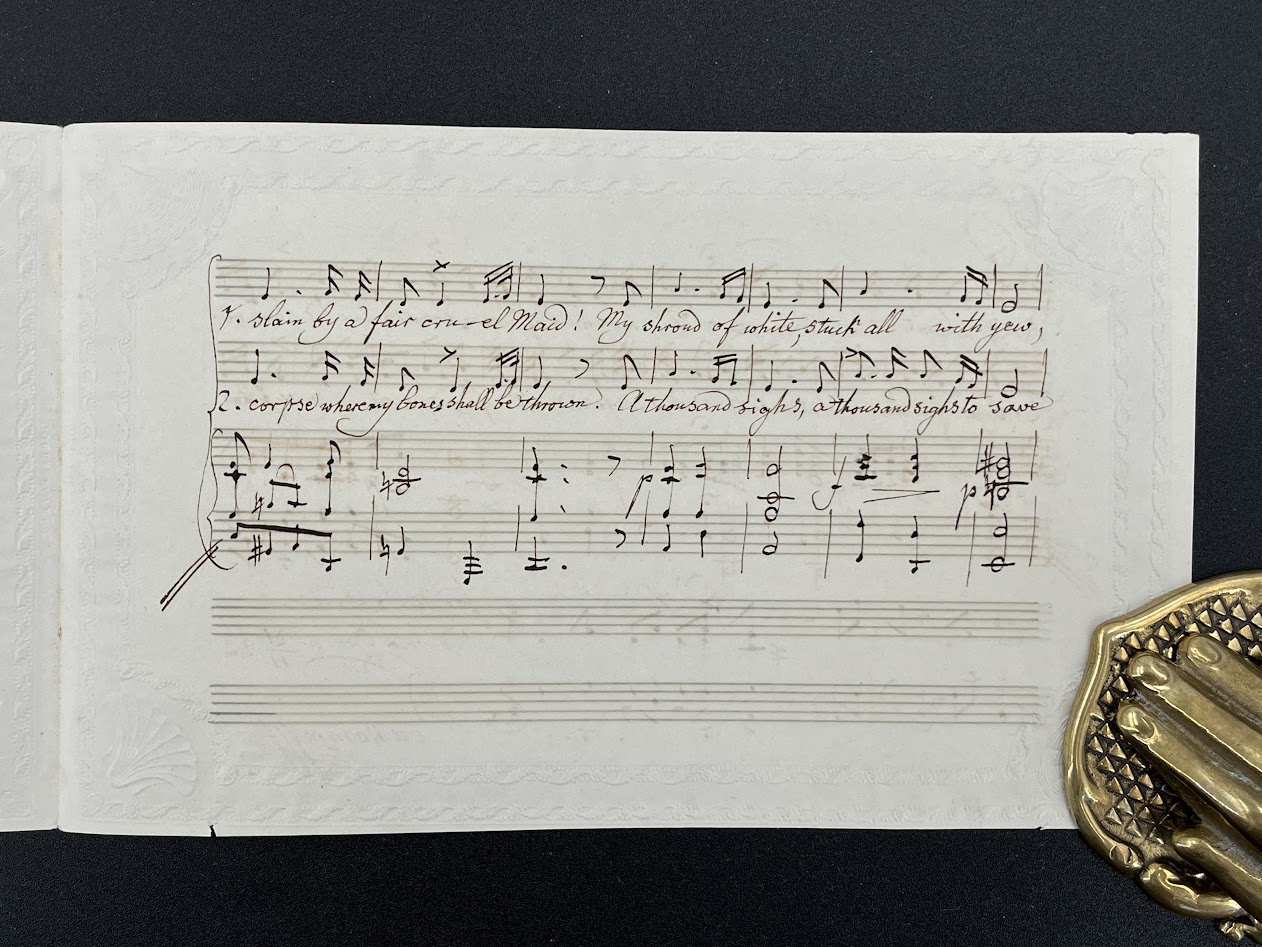 1. slain by a fair cru-el Maid! My shroud of white, stuck all with yew,
2. corpse where my bones shall be thrown. A thousand sighs, a thousand sighs to save
p f p